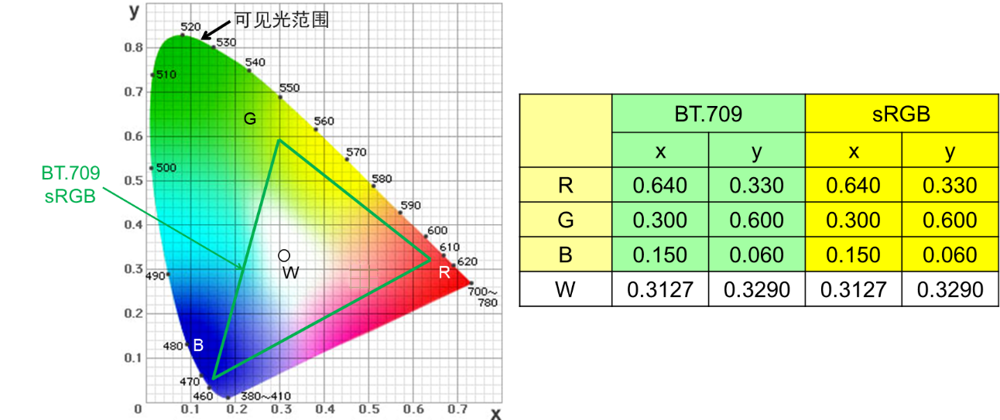 y
520
可见光范围
530
0.8
540
510
550
0.7
G
560
0.6
570
BT.709
sRGB
500
580
0.5
590
0.4
600
610
O
W
R
620
0.3
490
700～
780
0.2
B
480
0.1
470
460
380～410
0
0.1
0.2
0.3
0.4
0.5
0.6
0.7
x
BT.709 sRGB
x y x y
R 0.640 0.330 0.640 0.330
G 0.300 0.600 0.300 0.600
B 0.150 0.060 0.150 0.060
W 0.3127 0.3290 0.3127 0.3290